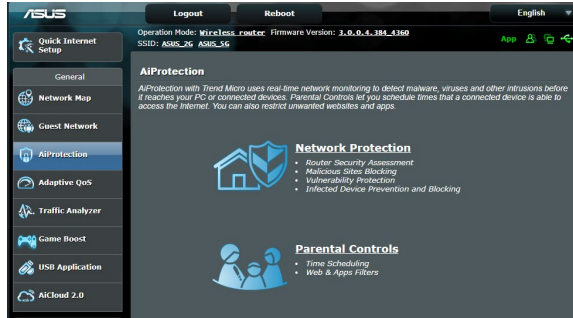 ASUS
Logout
Reboot
English
Quick Internet
Setup
Operation Mode: Wireless router Firmware Version: 3.0.0.4.384_4360
SSID: ASUS_2G ASUS_5G
App
General
Network Map
Guest Network
AiProtection
Adaptive QoS
Traffic Analyzer
Game Boost
USB Application
AiCloud 2.0
AiProtection
AiProtection with Trend Micro uses real-time network monitoring to detect malware, viruses and other intrusions before
it reaches your PC or connected devices. Parental Controls let you schedule times that a connected device is able to
access the Internet. You can also restrict unwanted websites and apps.
Network Protection
• Router Security Assessment
• Malicious Sites Blocking
• Vulnerability Protection
• Infected Device Prevention and Blocking
Parental Controls
• Time Scheduling
• Web & Apps Filters